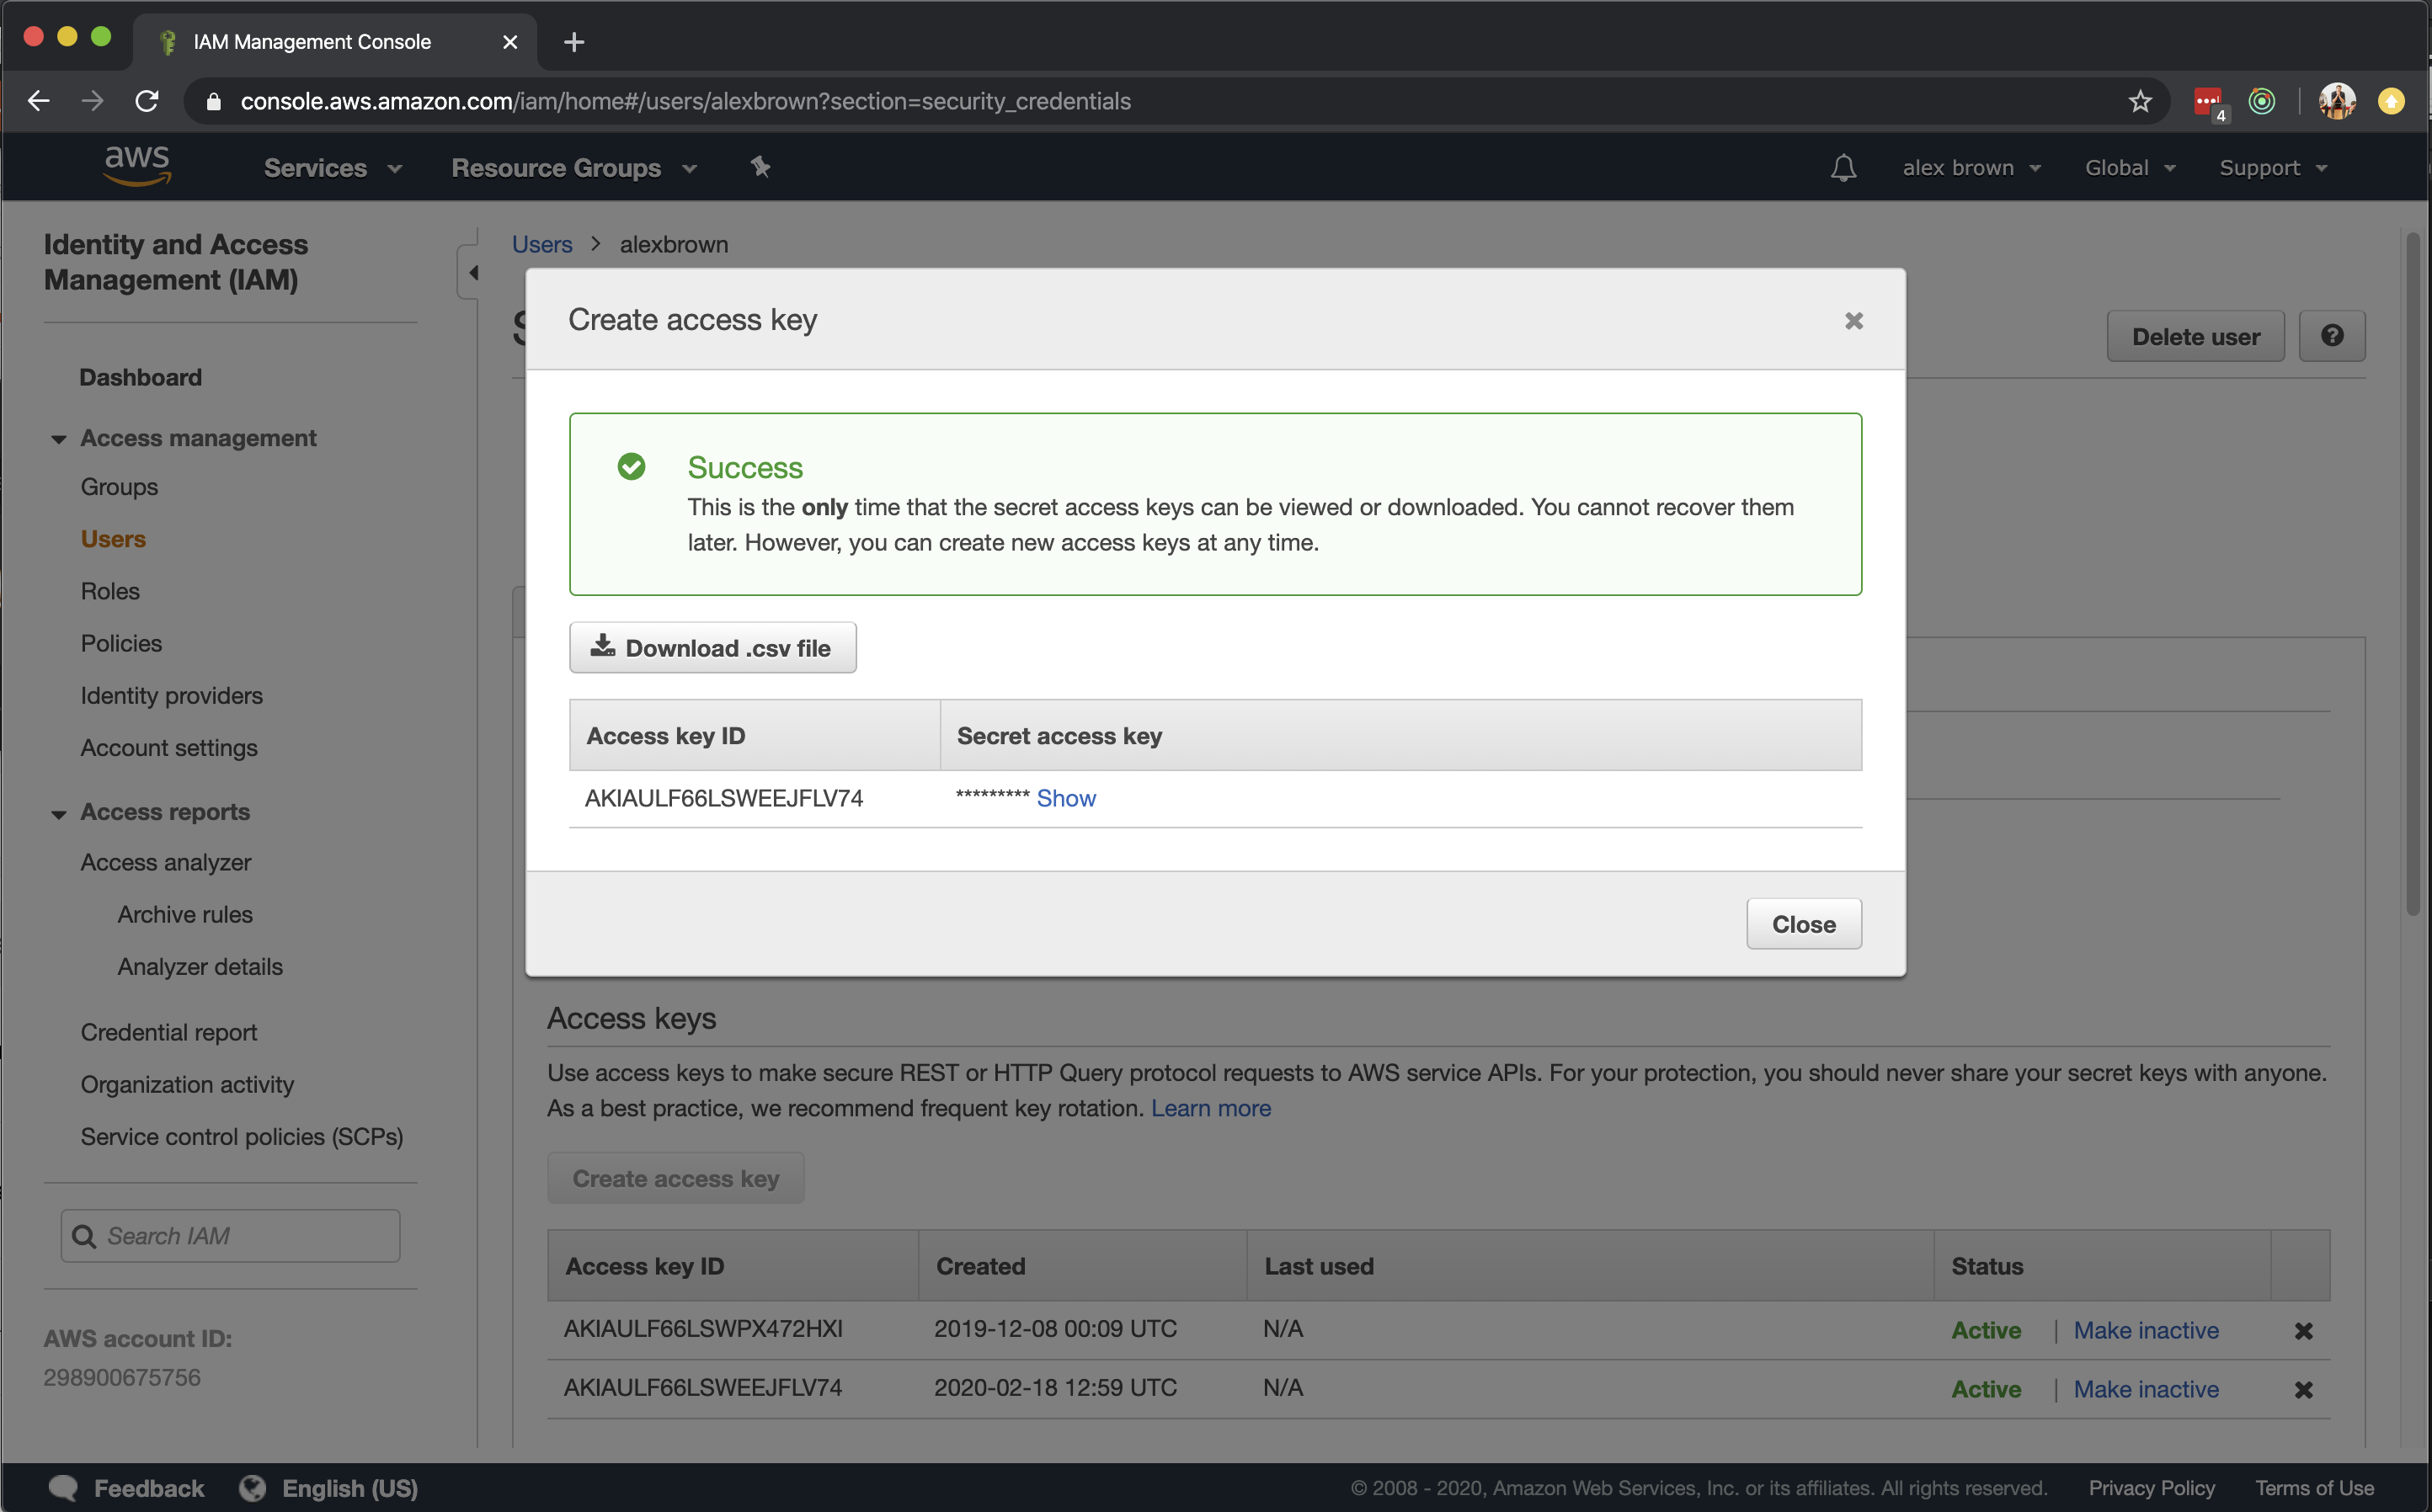 IAM Management Console
console.aws.amazon.com/iam/home#/users/alexbrown?section=security_credentials
4
aws
Services
Resource Groups
alex brown
Global
Support
Identity and Access
Management (IAM)
Dashboard
Access management
Groups
Users
Roles
Policies
Identity providers
Account settings
Access reports
Access analyzer
Archive rules
Analyzer details
Credential report
Organization activity
Service control policies (SCPs)
Search IAM
AWS account ID:
298900675756
Users > alexbrown
Delete user
Create access key
Success
This is the only time that the secret access keys can be viewed or downloaded. You cannot recover them
later. However, you can create new access keys at any time.
Download .csv file
Access key ID Secret access key
AKIAULF66LSWEEJFLV74 ********* Show
Close
Access keys
Use access keys to make secure REST or HTTP Query protocol requests to AWS service APIs. For your protection, you should never share your secret keys with anyone.
As a best practice, we recommend frequent key rotation. Learn more
Create access key
Access key ID Created Last used Status
AKIAULF66LSWPX472HXI 2019-12-08 00:09 UTC N/A Active | Make inactive
AKIAULF66LSWEEJFLV74 2020-02-18 12:59 UTC N/A Active | Make inactive
Feedback
English (US)
© 2008 - 2020, Amazon Web Services, Inc. or its affiliates. All rights reserved.
Privacy Policy
Terms of Use